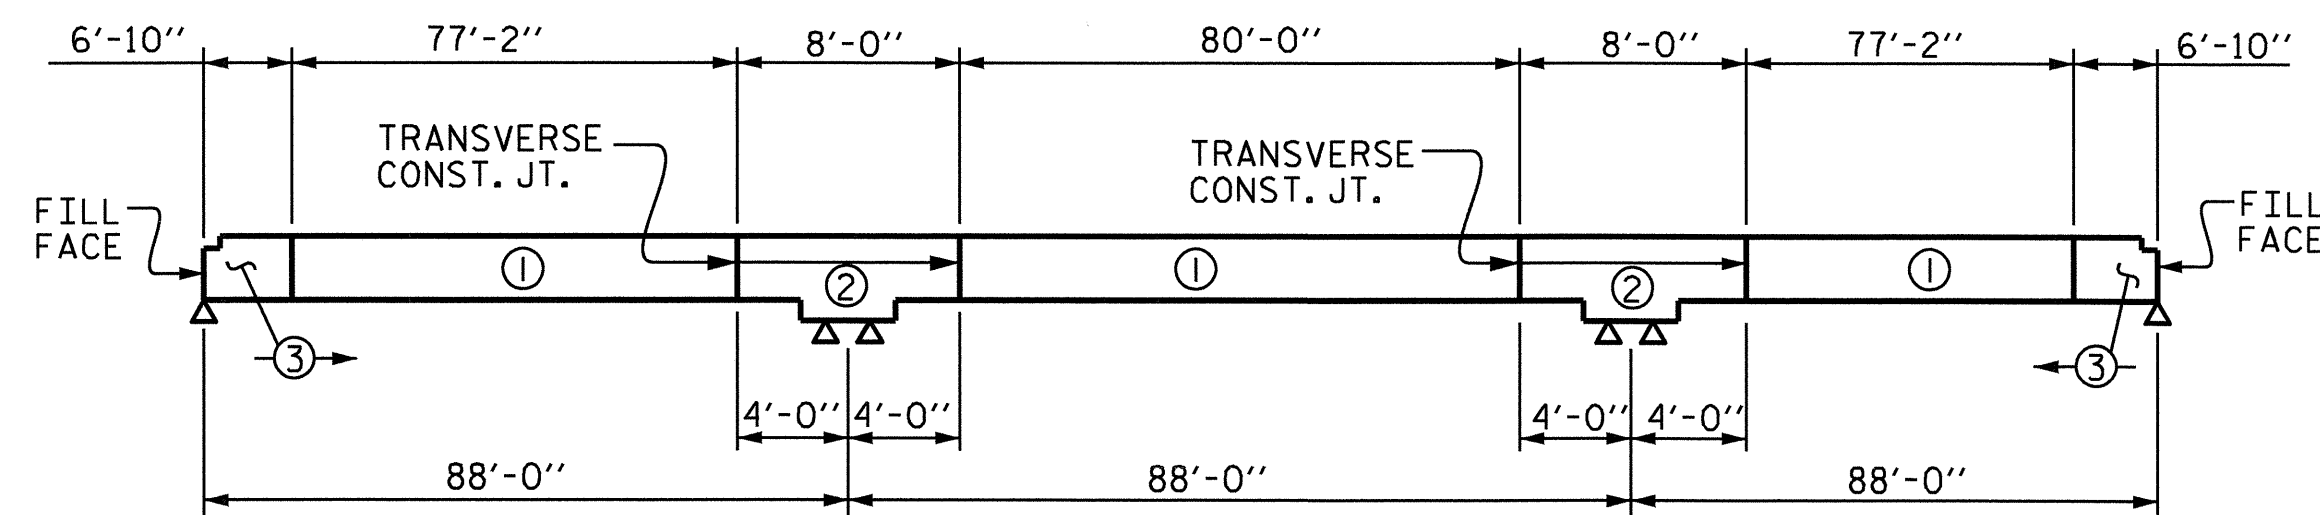 6'-10" 77'-2" 8'-0" 80'-0" 8'-0" 77'-2" 6'-10"
TRANSVERSE
CONST. JT.
TRANSVERSE
CONST. JT.
FILL
FACE
FILL
FACE
1 2 1 2 1
3 3
4'-0" 4'-0" 4'-0" 4'-0"
88'-0" 88'-0" 88'-0"